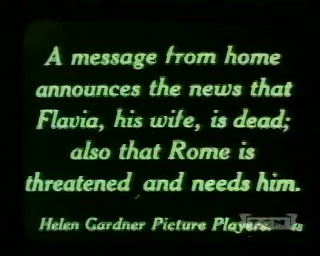 A message from home
announces the news that
Flavia, his wife, is dead;
also that Rome is
threatened and needs him.
Helen Gardner Picture Players.